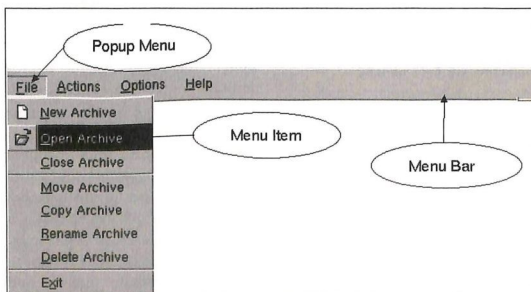 Popup Menu
File Actions Options Help
New Archive
Open Archive
Menu Item
Close Archive
Menu Bar
Move Archive
Copy Archive
Rename Archive
Delete Archive
Exit